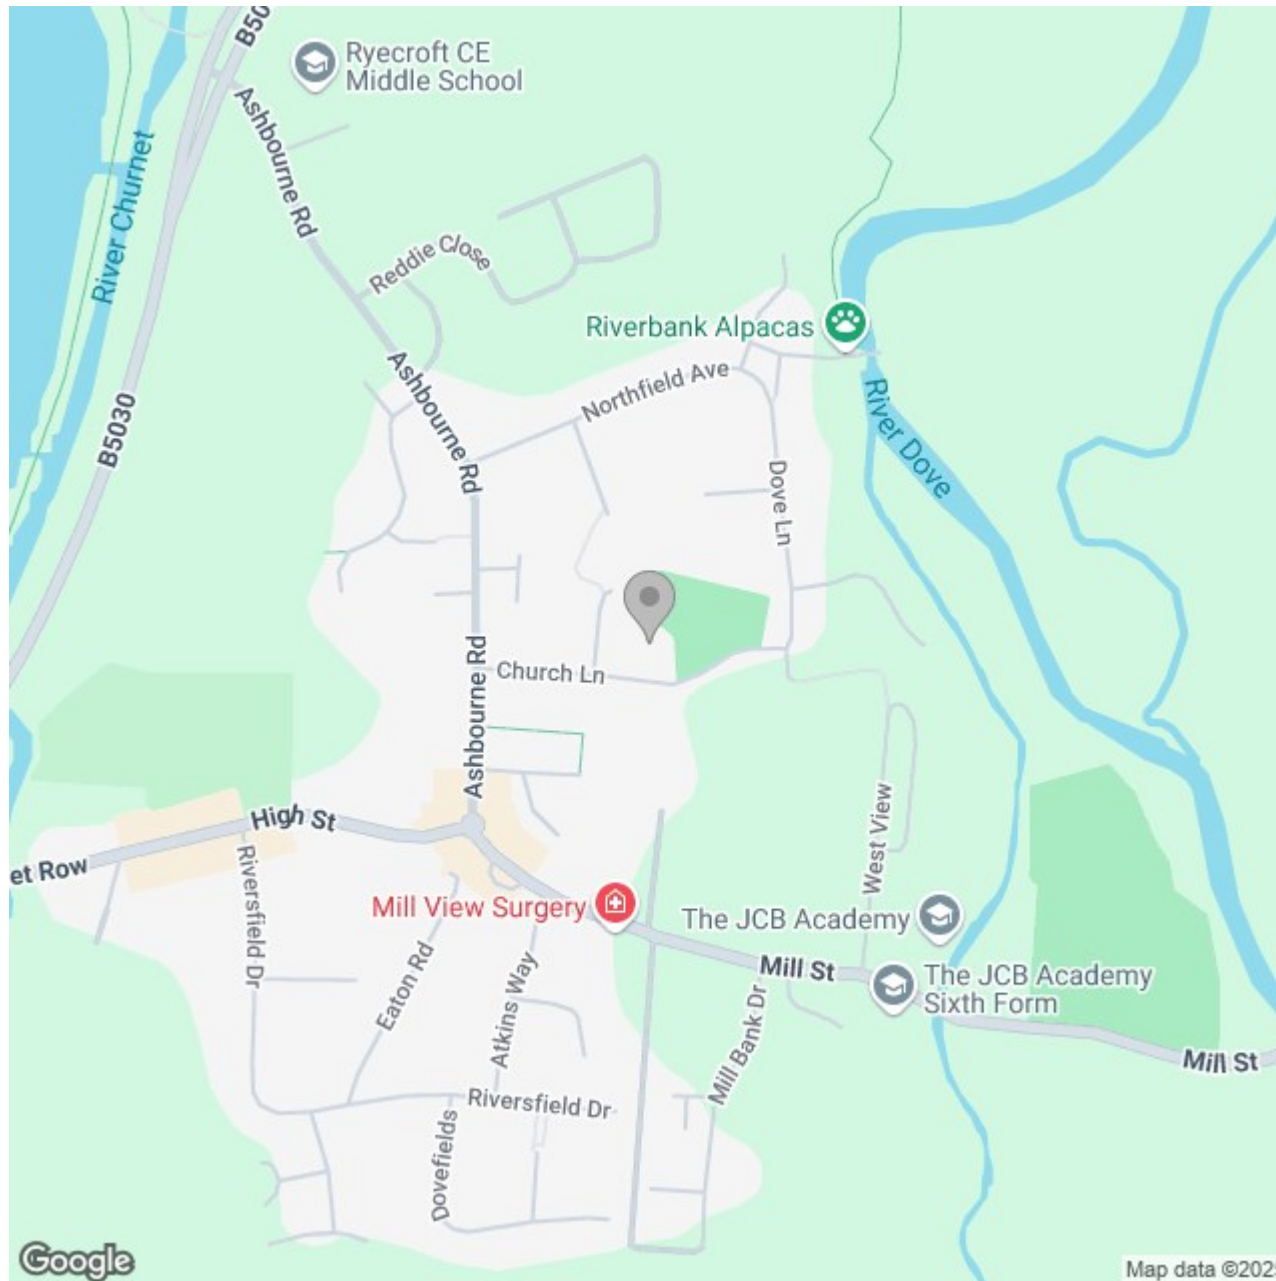 B50
Ryecroft CE
Middle School
Ashbourne Rd
River Churnet
Reddie Close
Riverbank Alpacas
Ashbourne Rd
Northfield Ave
River Dove
B5030
Dove Ln
Ashbourne Rd
Church Ln
High St
et Row
West View
Riversfield Dr
Mill View Surgery
The JCB Academy
Eaton Rd
Atkins Way
Mill St
The JCB Academy
Sixth Form
Mill Bank Dr
Mill St
Riversfield Dr
Dovefields
Google
Map data ©202